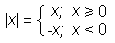 |x| = { x; x ⩾ 0
-x; x < 0